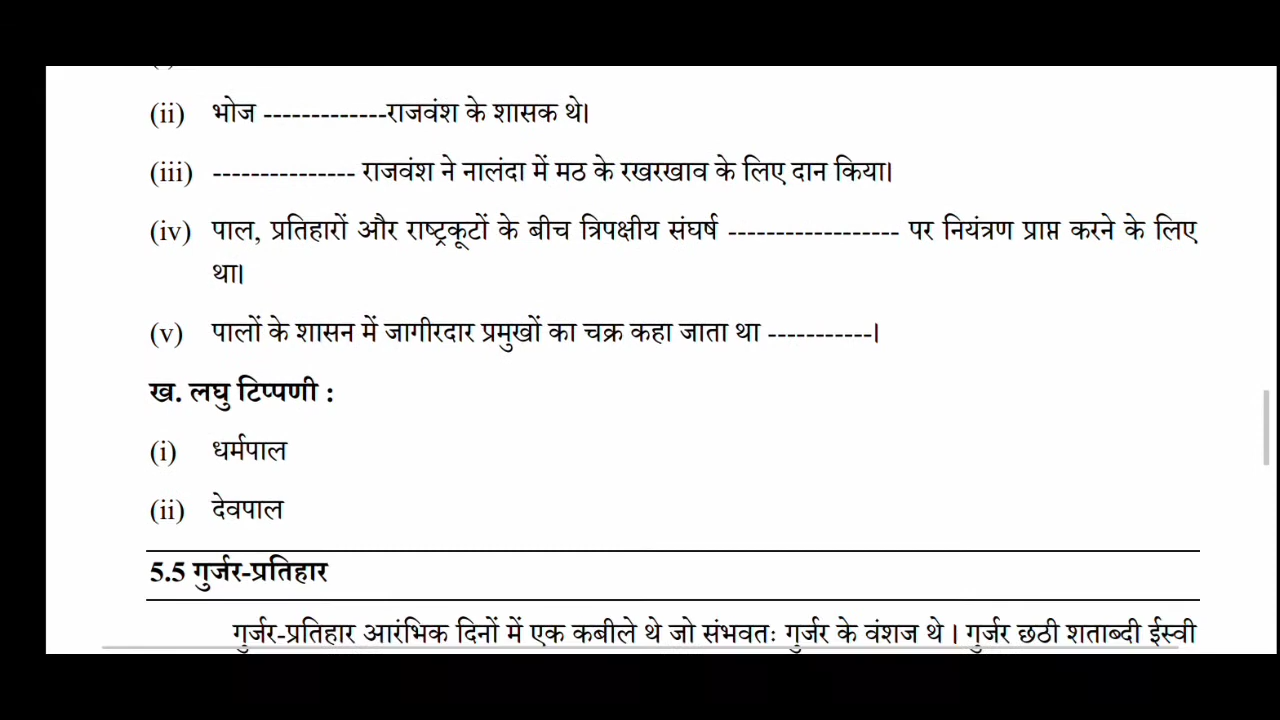 (ii) भोज -------------राजवंश के शासक थे।
(iii) --------------- राजवंश ने नालंदा में मठ के रखरखाव के लिए दान किया।
(iv) पाल, प्रतिहारों और राष्ट्रकूटों के बीच त्रिपक्षीय संघर्ष ------------------ पर नियंत्रण प्राप्त करने के लिए
था।
(v) पालों के शासन में जागीरदार प्रमुखों का चक्र कहा जाता था -----------।
ख. लघु टिप्पणी :
(i) धर्मपाल
(ii) देवपाल
5.5 गुर्जर-प्रतिहार
गुर्जर-प्रतिहार आरंभिक दिनों में एक कबीले थे जो संभवतः गुर्जर के वंशज थे । गुर्जर छठी शताब्दी ईस्वी